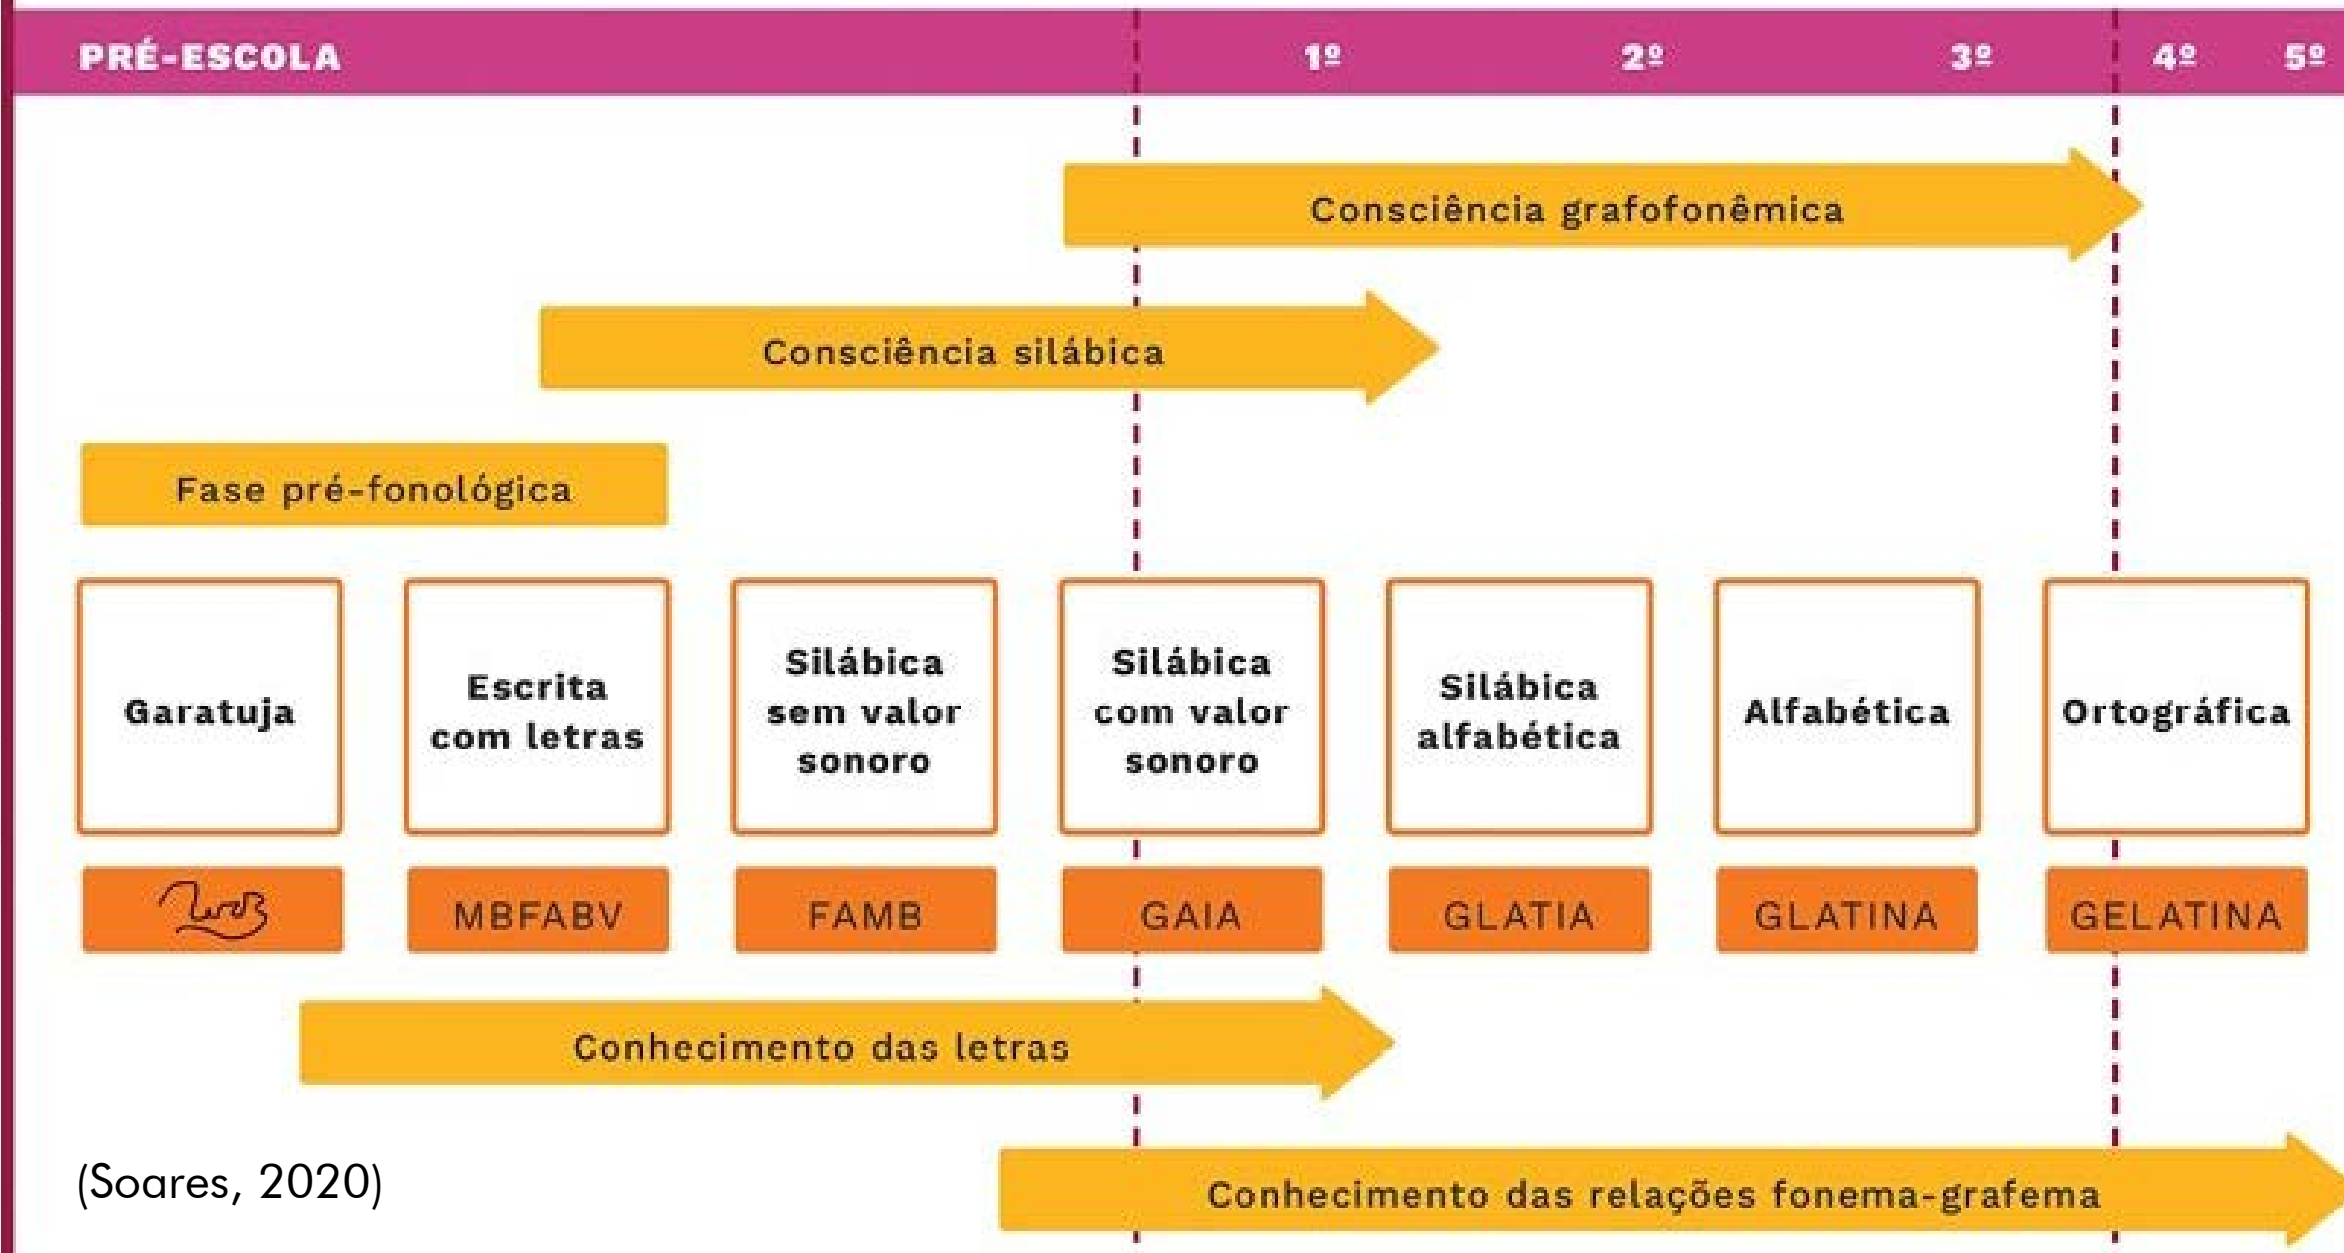 PRÉ-ESCOLA 1º 2º 3º 4º 5º
Consciência grafofonêmica
Consciência silábica
Fase pré-fonológica
Garatuja
Escrita
com letras
Silábica
sem valor
sonoro
Silábica
com valor
sonoro
Silábica
alfabética
Alfabética
Ortográfica
MBFABV
FAMB
GAIA
GLATIA
GLATINA
GELATINA
Conhecimento das letras
(Soares, 2020)
Conhecimento das relações fonema-grafema